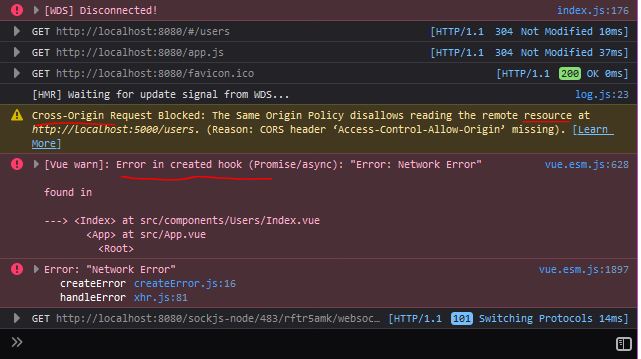 [WDS] Disconnected! index.js:176
GET http://localhost:8080/#/users [HTTP/1.1 304 Not Modified 10ms]
GET http://localhost:8080/app.js [HTTP/1.1 304 Not Modified 37ms]
GET http://localhost:8080/favicon.ico [HTTP/1.1 200 OK 0ms]
[HMR] Waiting for update signal from WDS... log.js:23
Cross-Origin Request Blocked: The Same Origin Policy disallows reading the remote resource at
http://localhost:5000/users. (Reason: CORS header ‘Access-Control-Allow-Origin’ missing). [Learn
More]
[Vue warn]: Error in created hook (Promise/async): "Error: Network Error" vue.esm.js:628
found in
---> <Index> at src/components/Users/Index.vue
<App> at src/App.vue
<Root>
Error: "Network Error" vue.esm.js:1897
createError createError.js:16
handleError xhr.js:81
GET http://localhost:8080/sockjs-node/483/rftr5amk/websoc… [HTTP/1.1 101 Switching Protocols 14ms]